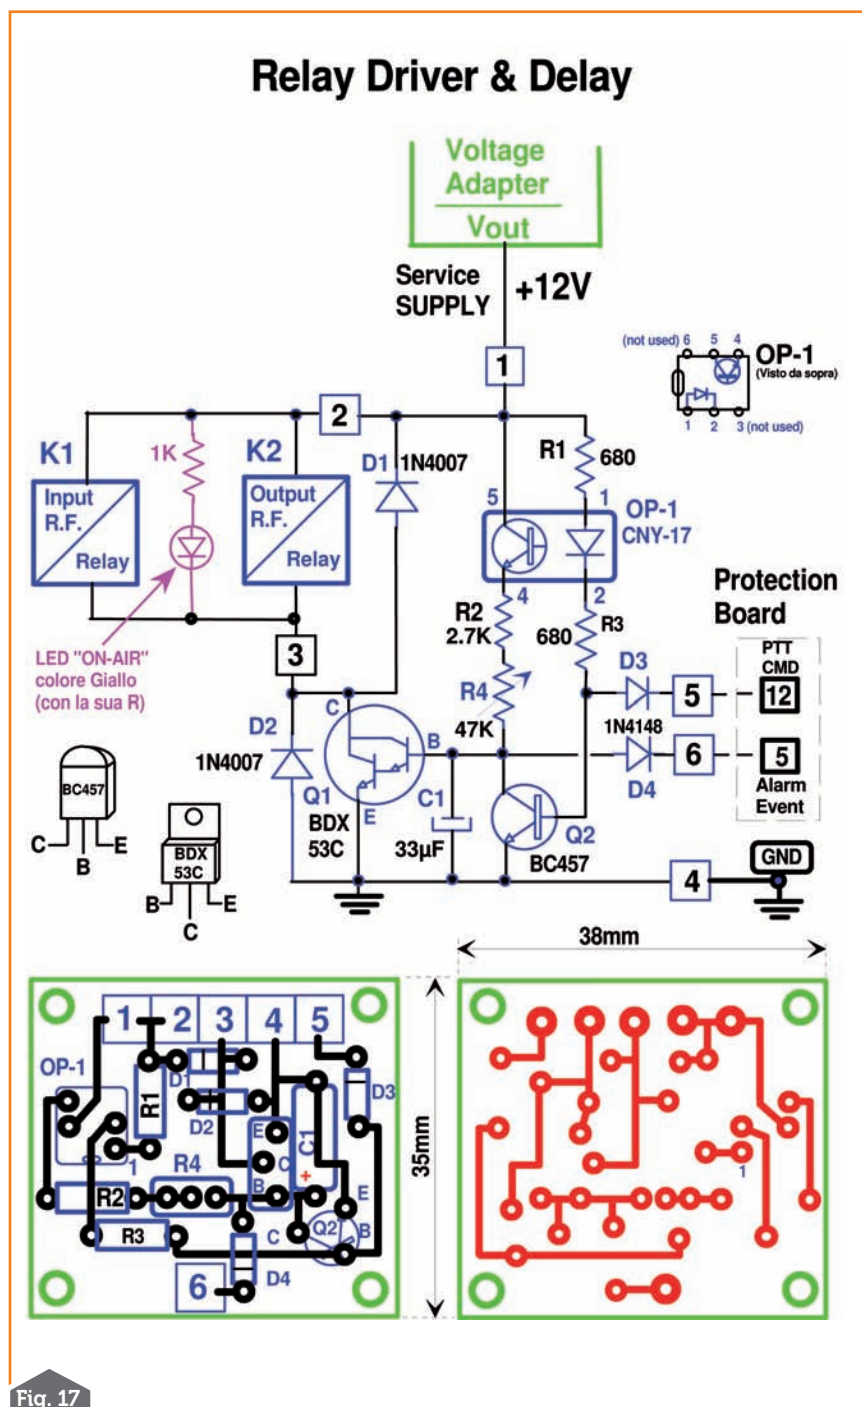 Relay Driver & Delay
Voltage
Adapter
Vout
Service
SUPPLY
+12V
1
(not used) 6 5 4
OP-1
(Visto da sopra)
1 2 3 (not used)
2
K1
1K
K2
D1
1N4007
R1
680
Input
R.F.
Relay
Output
R.F.
Relay
5
1
OP-1
CNY-17
4
2
R2
2.7K
680
R3
Protection
Board
LED "ON-AIR"
colore Giallo
(con la sua R)
3
R4
47K
D3
5
PTT
CMD
12
D2
1N4007
C
B
E
Q1
BDX
53C
1N4148
6
D4
5
Alarm
Event
C1
33µF
Q2
BC457
BC457
C
B
E
BDX
53C
B
C
E
4
GND
38mm
35mm
1 2 3 4 5
OP-1
D1
R1
D2
D3
1
R4
E
C
B
C1
+
R2
R3
E
C
Q2
B
D4
6
1
Fig. 17